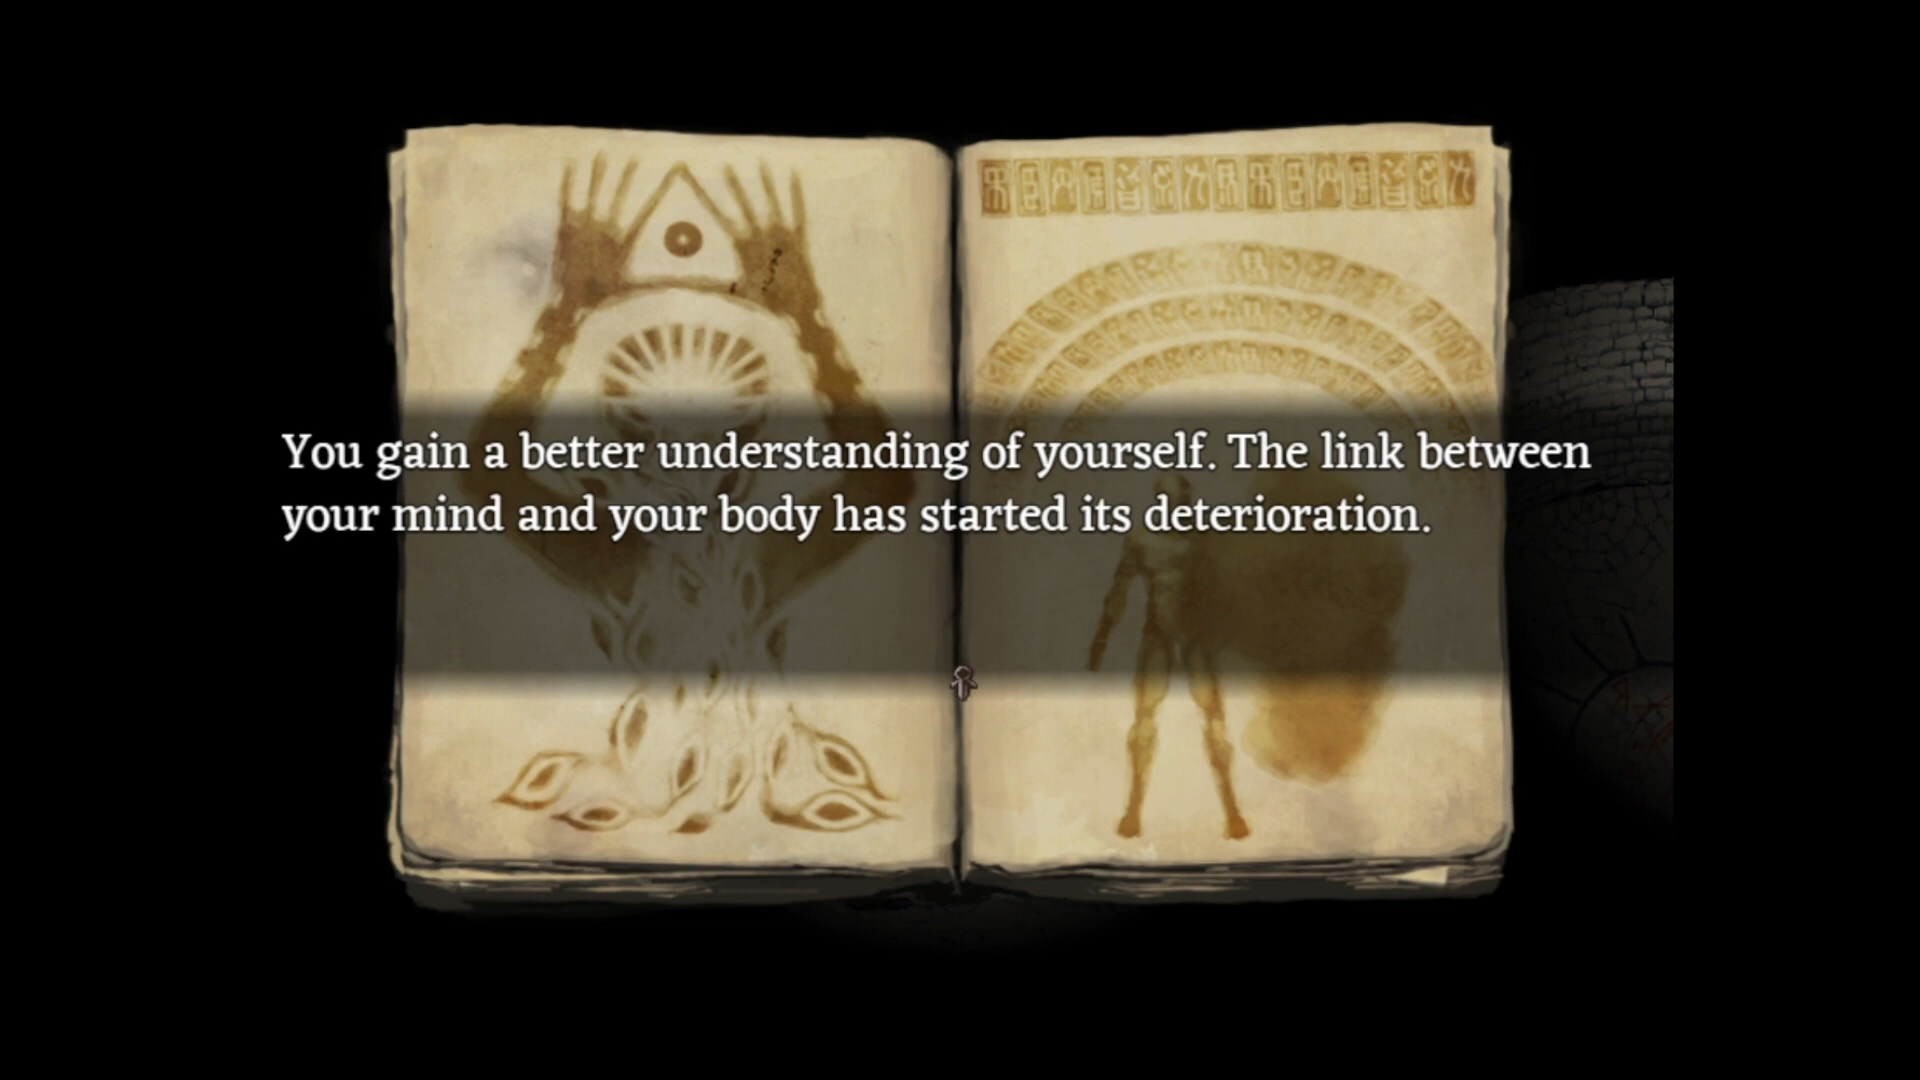 You gain a better understanding of yourself. The link between
your mind and your body has started its deterioration.